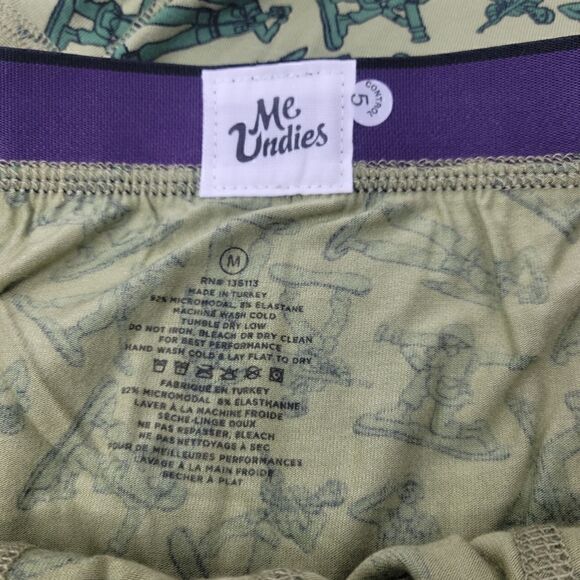 Me
Undies
CONTROL
5
M
RN# 136113
MADE IN TURKEY
92% MICROMODAL, 8% ELASTANE
MACHINE WASH COLD
TUMBLE DRY LOW
DO NOT IRON, BLEACH OR DRY CLEAN
FOR BEST PERFORMANCE
HAND WASH COLD & LAY FLAT TO DRY
FABRIQUÉ EN TURKEY
92% MICROMODAL 8% ÉLASTHANNE
LAVER À LA MACHINE FROIDE
SÈCHE-LINGE DOUX
NE PAS REPASSER, BLEACH
NE PAS NETTOYAGE À SEC
POUR DE MEILLEURES PERFORMANCES
LAVAGE À LA MAIN FROIDE
SÉCHER À PLAT